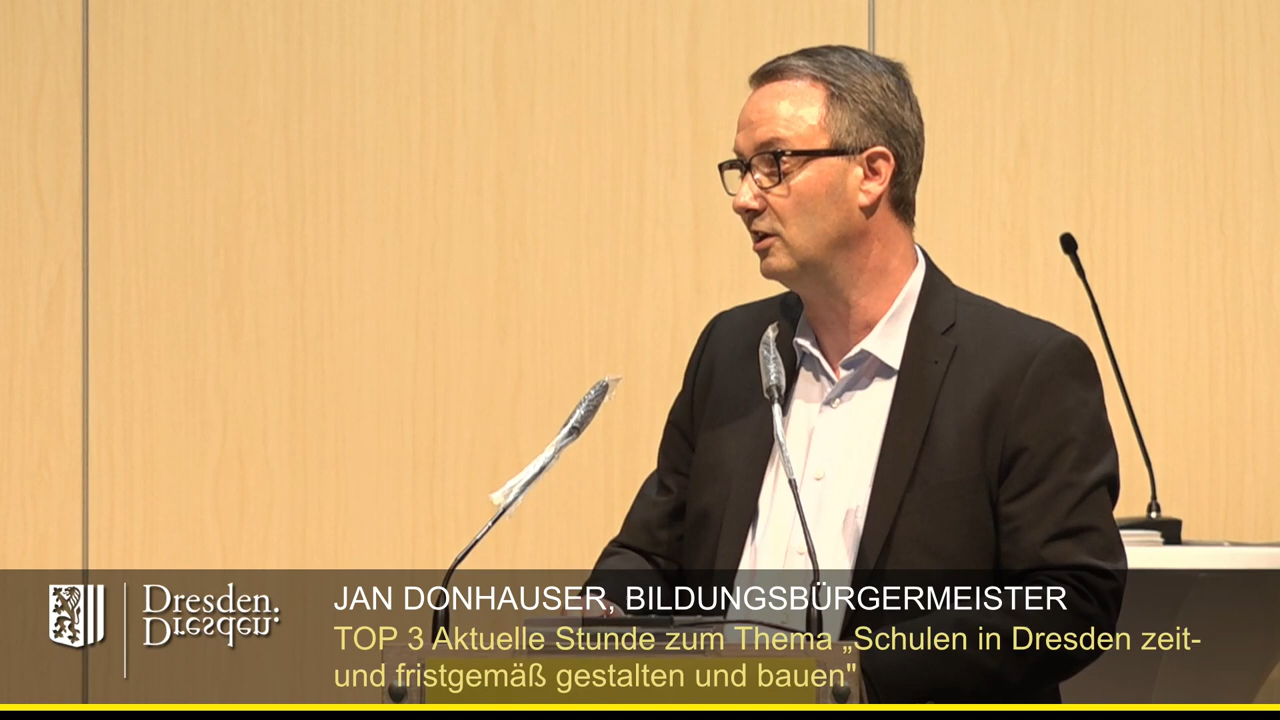 Dresden.
Dresden.
JAN DONHAUSER, BILDUNGSBÜRGERMEISTER
TOP 3 Aktuelle Stunde zum Thema „Schulen in Dresden zeit-
und fristgemäß gestalten und bauen"